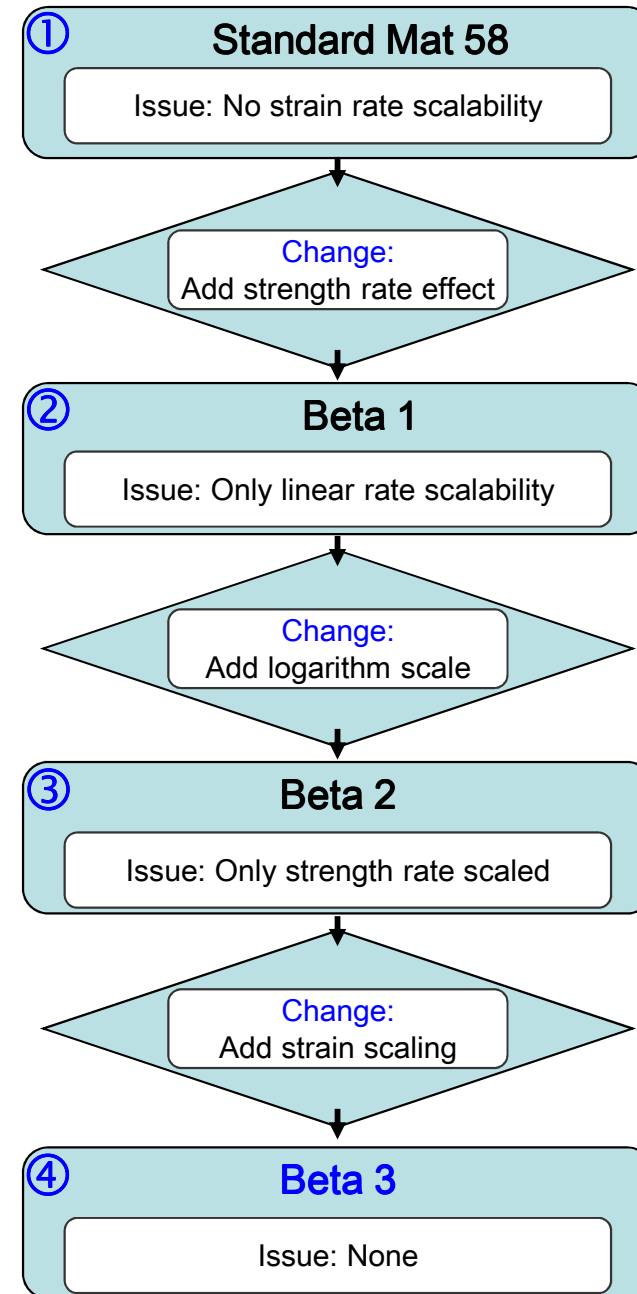 ①
Standard Mat 58
Issue: No strain rate scalability
Change:
Add strength rate effect
②
Beta 1
Issue: Only linear rate scalability
Change:
Add logarithm scale
③
Beta 2
Issue: Only strength rate scaled
Change:
Add strain scaling
④
Beta 3
Issue: None